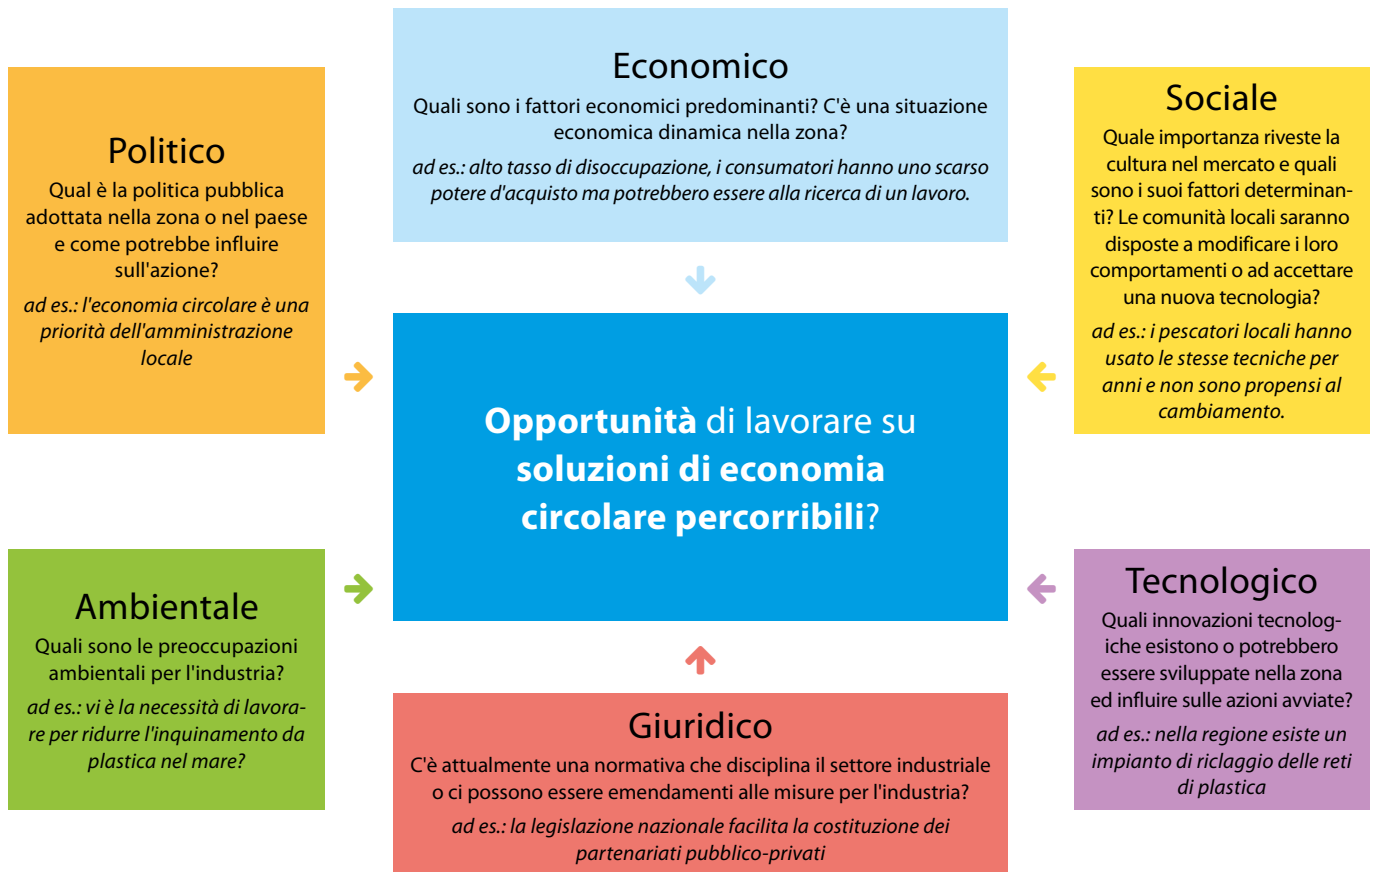 Economico
Quali sono i fattori economici predominanti? C'è una situazione
economica dinamica nella zona?
ad es.: alto tasso di disoccupazione, i consumatori hanno uno scarso
potere d'acquisto ma potrebbero essere alla ricerca di un lavoro.
Politico
Qual è la politica pubblica
adottata nella zona o nel paese
e come potrebbe influire
sull'azione?
ad es.: l'economia circolare è una
priorità dell'amministrazione
locale
Sociale
Quale importanza riveste la
cultura nel mercato e quali
sono i suoi fattori determinan-
ti? Le comunità locali saranno
disposte a modificare i loro
comportamenti o ad accettare
una nuova tecnologia?
ad es.: i pescatori locali hanno
usato le stesse tecniche per
anni e non sono propensi al
cambiamento.
Opportunità di lavorare su
soluzioni di economia
circolare percorribili?
Ambientale
Quali sono le preoccupazioni
ambientali per l'industria?
ad es.: vi è la necessità di lavora-
re per ridurre l'inquinamento da
plastica nel mare?
Tecnologico
Quali innovazioni tecnolog-
iche esistono o potrebbero
essere sviluppate nella zona
ed influire sulle azioni avviate?
ad es.: nella regione esiste un
impianto di riclaggio delle reti
di plastica
Giuridico
C'è attualmente una normativa che disciplina il settore industriale
o ci possono essere emendamenti alle misure per l'industria?
ad es.: la legislazione nazionale facilita la costituzione dei
partenariati pubblico-privati